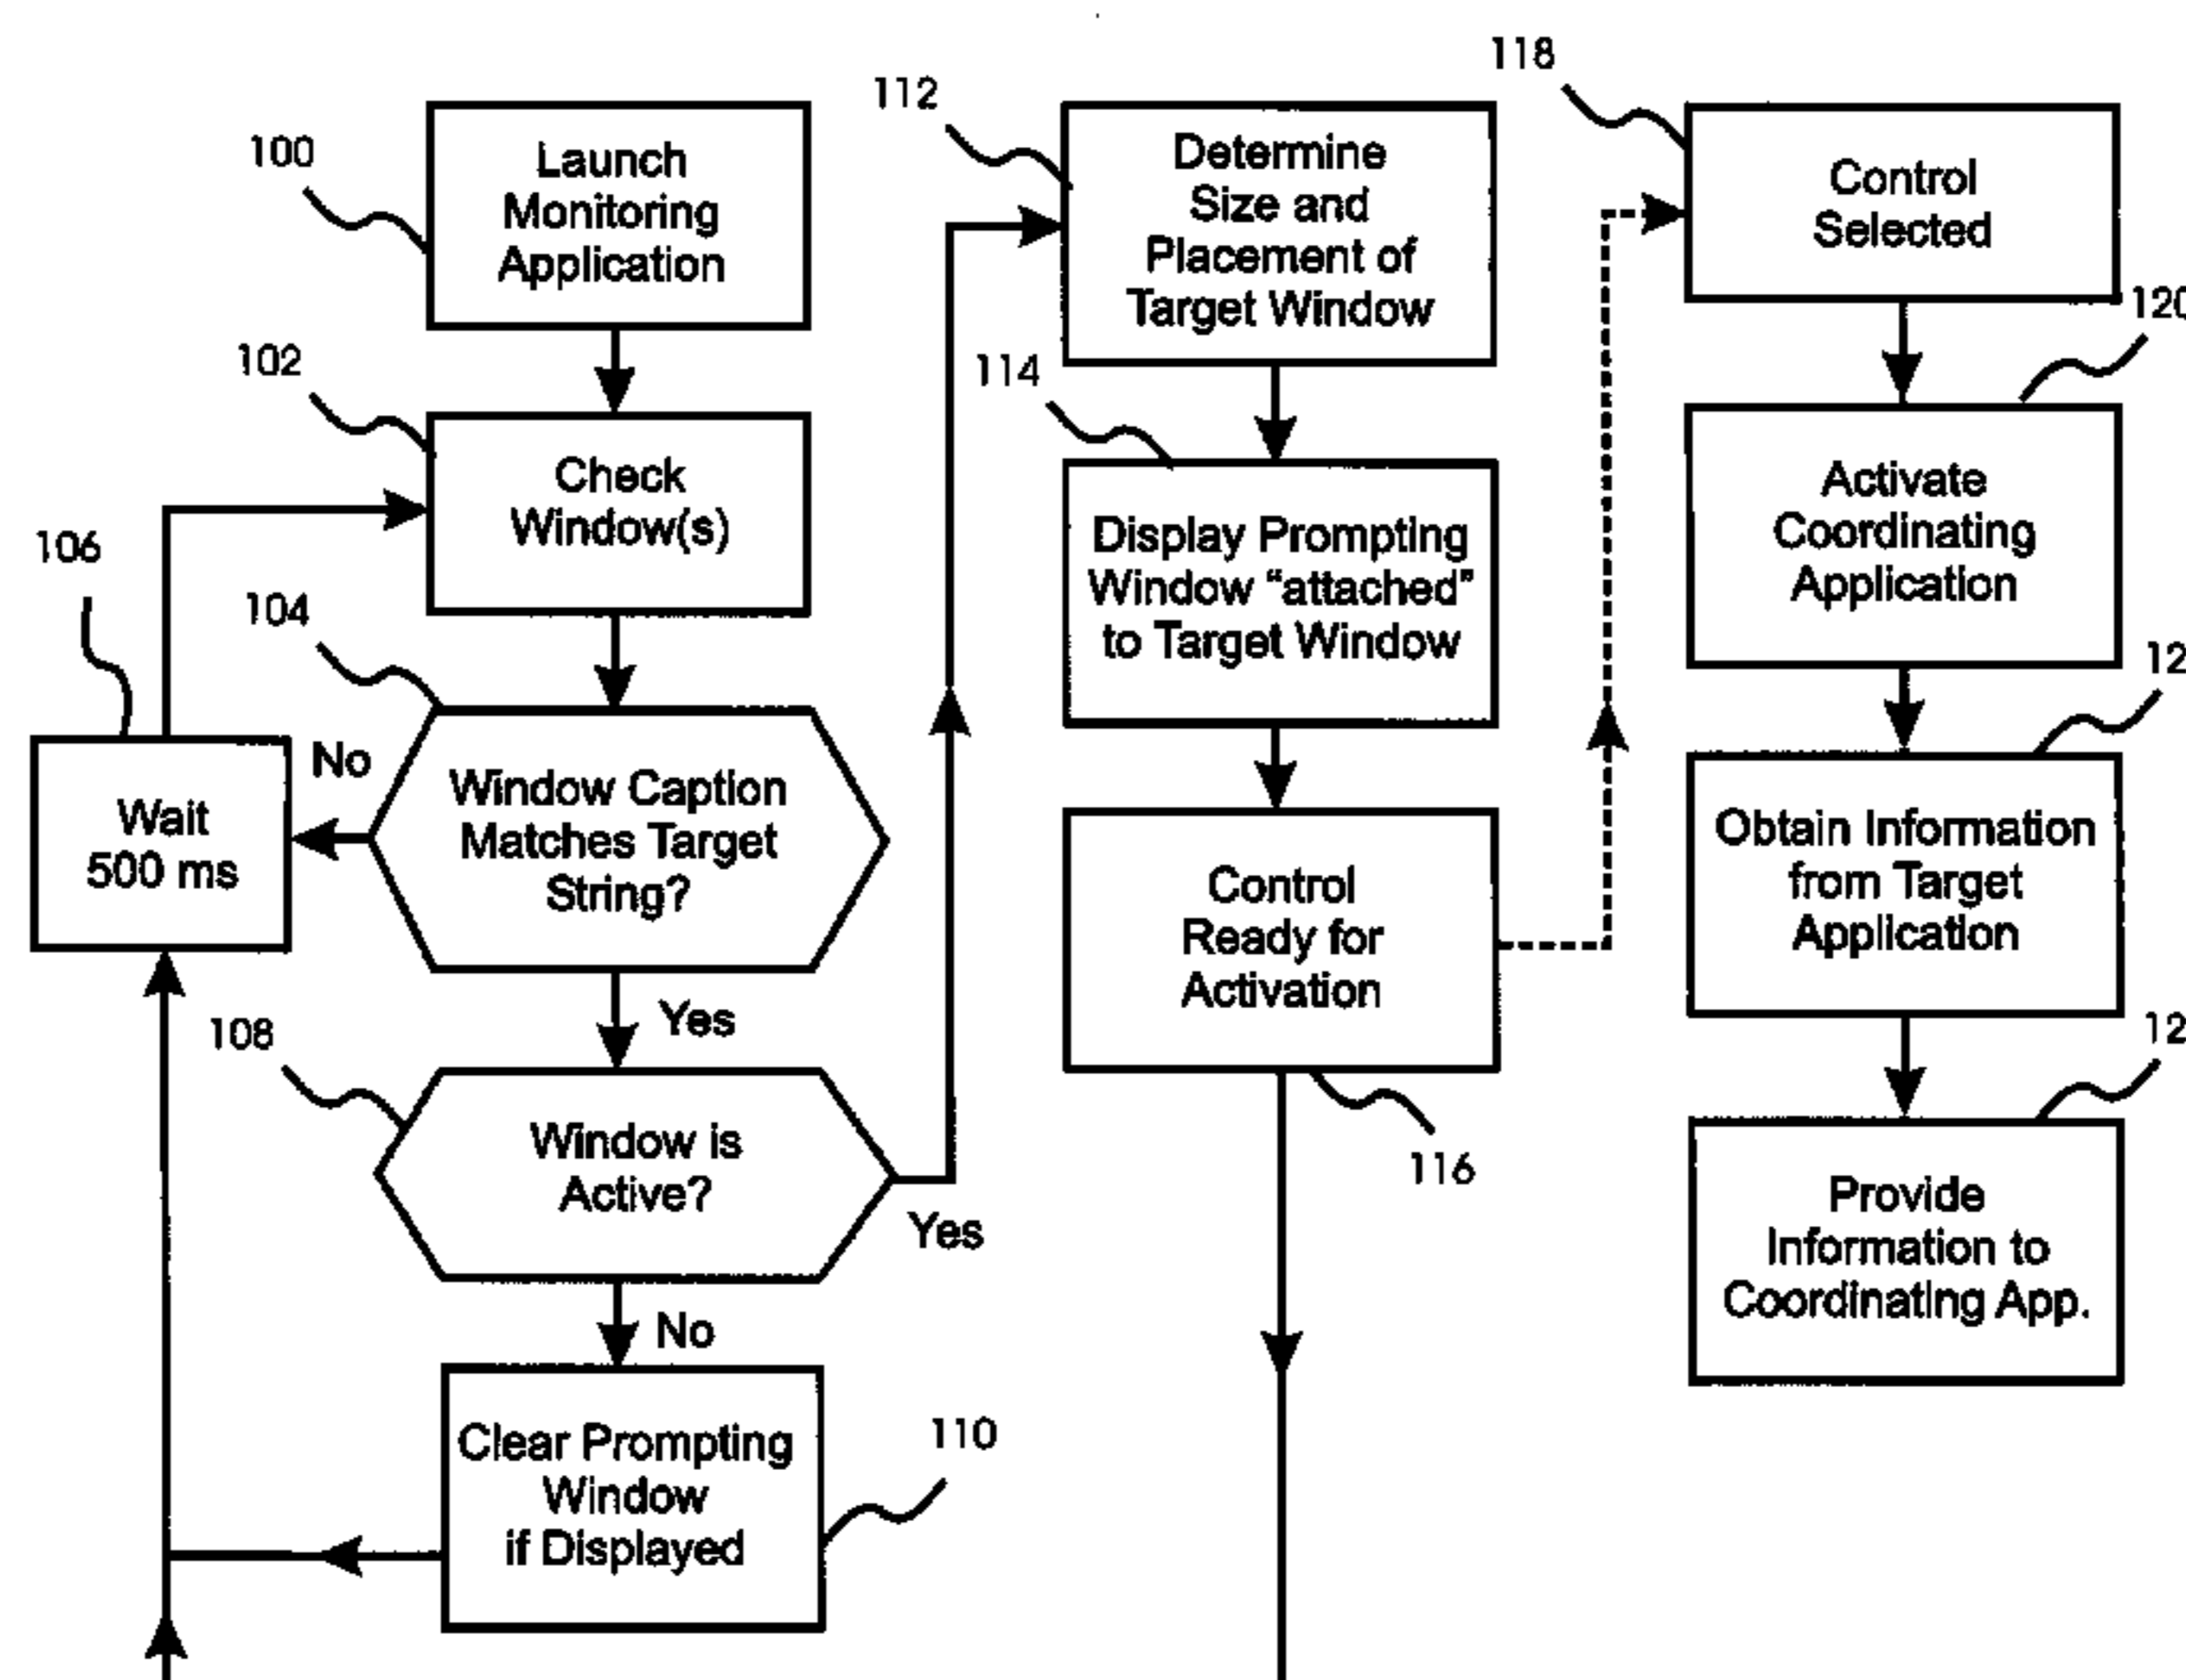 100
Launch
Monitoring
Application
102
Check
Window(s)
106
Wait
500 ms
104
No
Window Caption
Matches Target
String?
Yes
108
Window is
Active?
Yes
No
Clear Prompting
Window
if Displayed
110
112
Determine
Size and
Placement of
Target Window
114
Display Prompting
Window “attached”
to Target Window
Control
Ready for
Activation
116
118
Control
Selected
120
Activate
Coordinating
Application
Obtain Information
from Target
Application
Provide
Information to
Coordinating App.